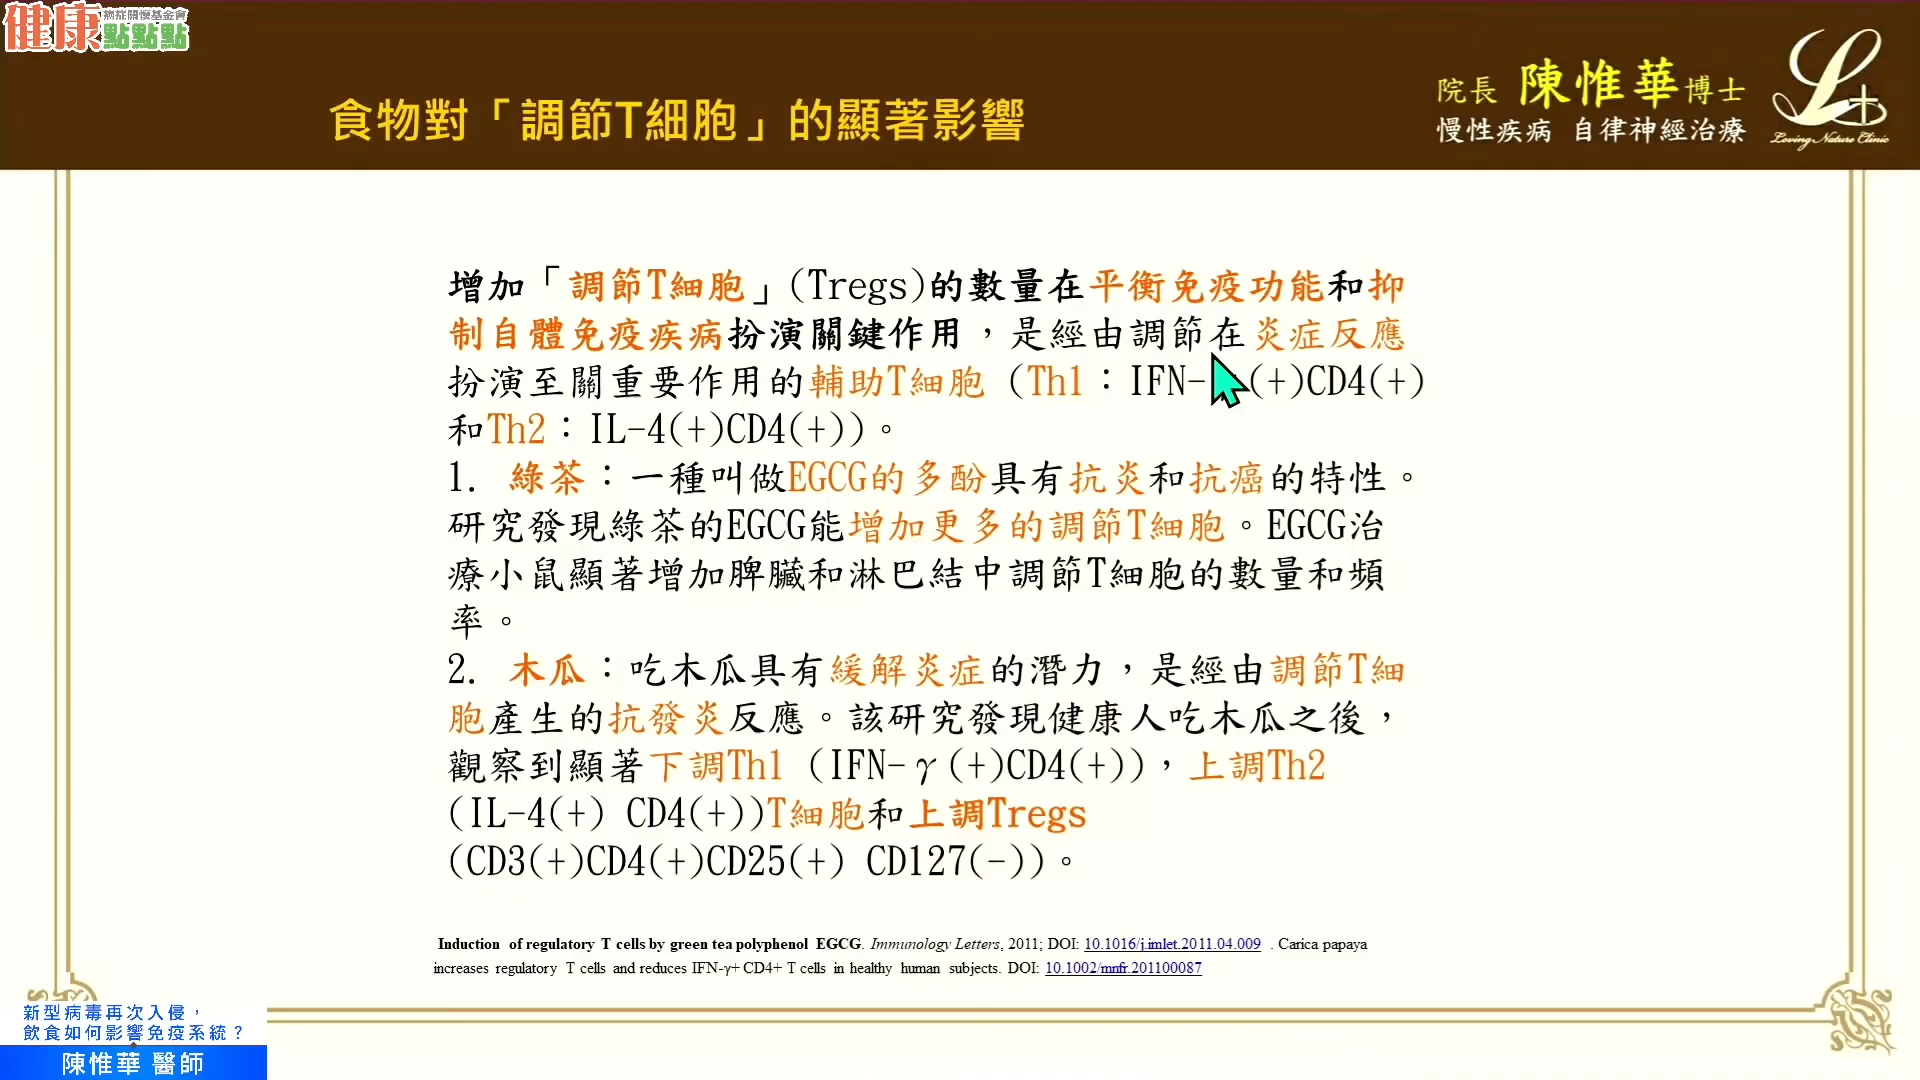 健康點點點
癌症關懷基金會
食物對「調節T細胞」的顯著影響
院長 陳惟華博士
慢性疾病 自律神經治療
Loving Nature Clinic
增加「調節T細胞」(Tregs)的數量在平衡免疫功能和抑
制自體免疫疾病扮演關鍵作用，是經由調節在炎症反應
扮演至關重要作用的輔助T細胞 (Th1：IFN- (+)CD4(+)
和Th2：IL-4(+)CD4(+))。
1. 綠茶：一種叫做EGCG的多酚具有抗炎和抗癌的特性。
研究發現綠茶的EGCG能增加更多的調節T細胞。EGCG治
療小鼠顯著增加脾臟和淋巴結中調節T細胞的數量和頻
率。
2. 木瓜：吃木瓜具有緩解炎症的潛力，是經由調節T細
胞產生的抗發炎反應。該研究發現健康人吃木瓜之後，
觀察到顯著下調Th1 (IFN-γ(+)CD4(+))，上調Th2
(IL-4(+) CD4(+))T細胞和上調Tregs
(CD3(+)CD4(+)CD25(+) CD127(-))。
Induction of regulatory T cells by green tea polyphenol EGCG. Immunology Letters, 2011; DOI: 10.1016/j.imlet.2011.04.009 . Carica papaya
increases regulatory T cells and reduces IFN-γ+ CD4+ T cells in healthy human subjects. DOI: 10.1002/mnfr.201100087
新型病毒再次入侵，
飲食如何影響免疫系統？
陳惟華 醫師